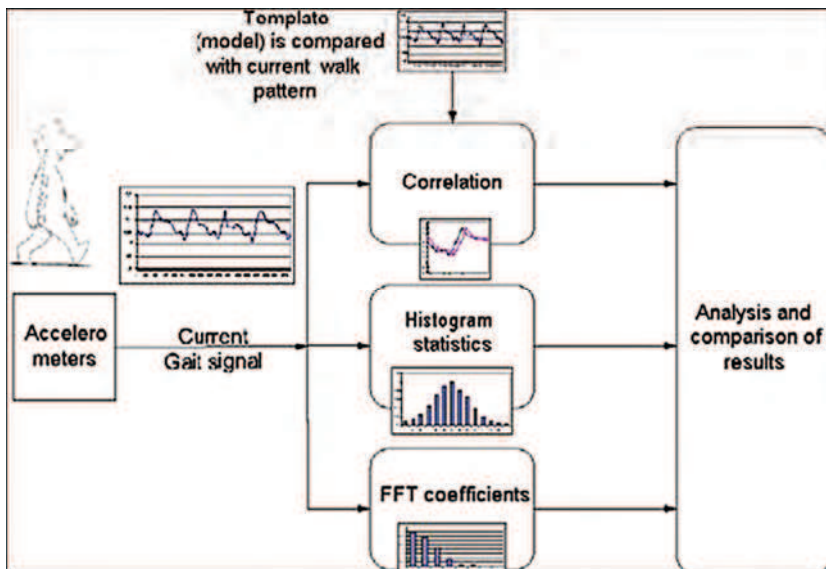 Tomplato
(model) is compared
with current walk
pattern
Correlation
Accelero
meters
Current
Gait signal
Histogram
statistics
FFT coefficients
Analysis and
comparison of
results